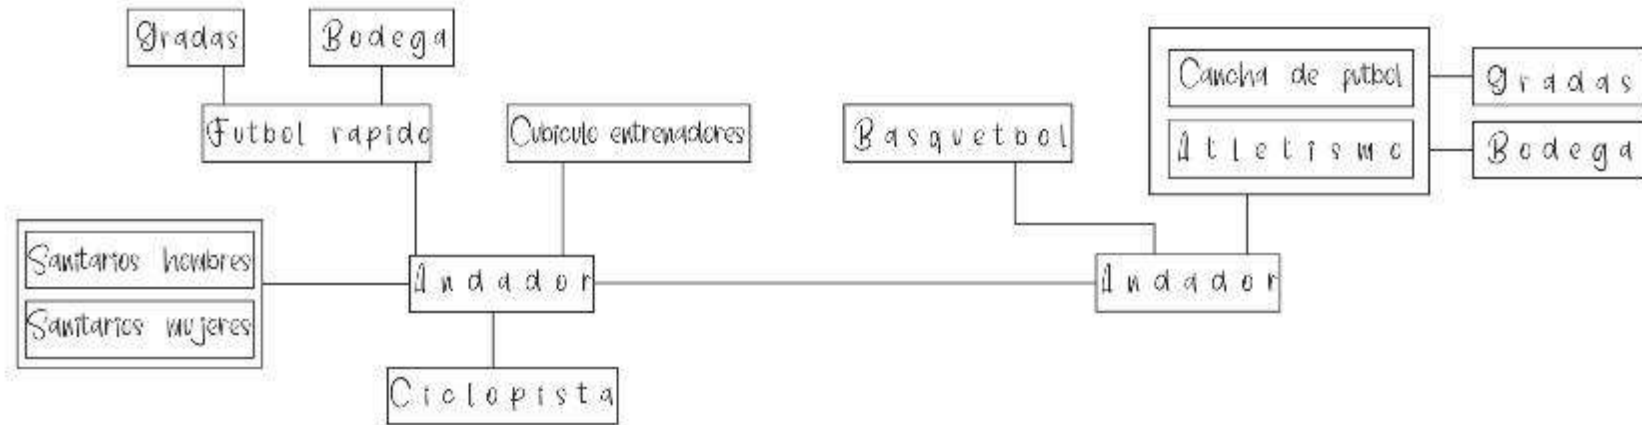 Gradas
Bodega
Futbol rapido
Cubiculo entrenadores
Basquetbol
Cancha de futbol
Gradas
Atletismo
Bodega
Sanitarios hombres
Sanitarios mujeres
Andador
Andador
Ciclopista